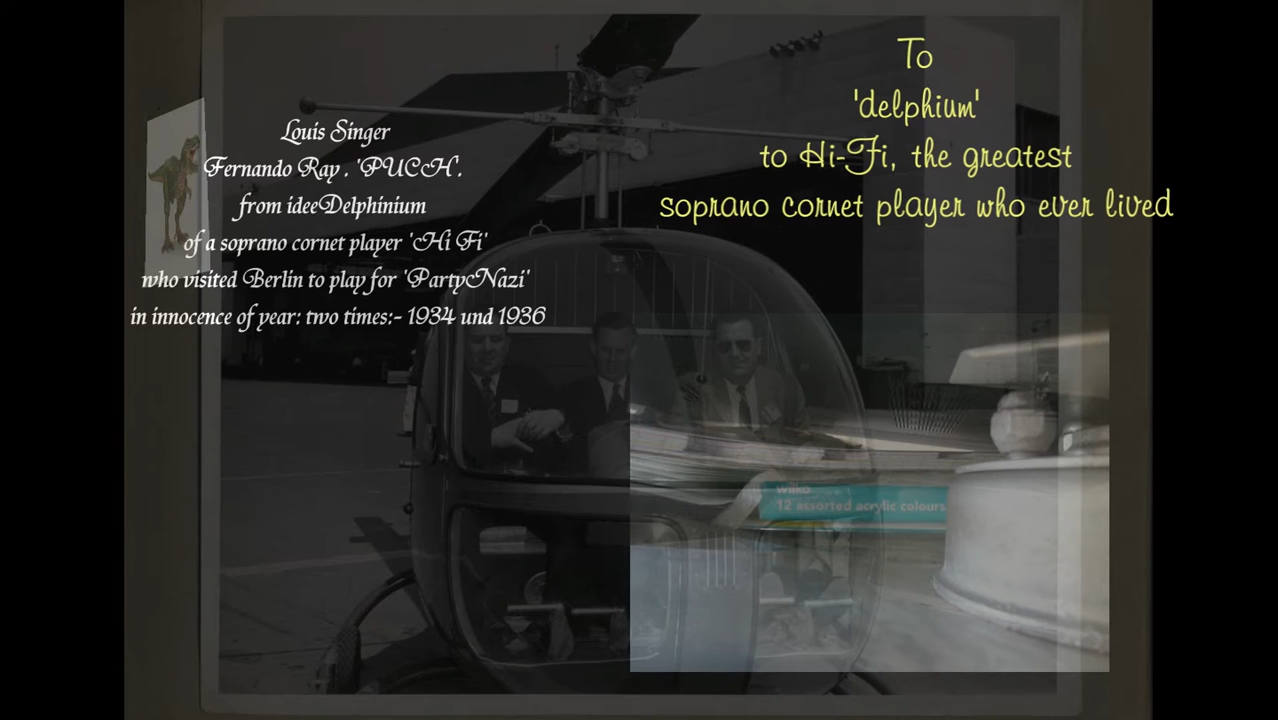 Louis Singer
Fernando Ray . 'PUCH'.
from ideeDelphinium
of a soprano cornet player 'Hi Fi'
who visited Berlin to play for 'PartyNazi'
in innocence of year: two times:- 1934 und 1936
To
'delphium'
to Hi-Fi, the greatest
soprano cornet player who ever lived
wilko
12 assorted acrylic colours